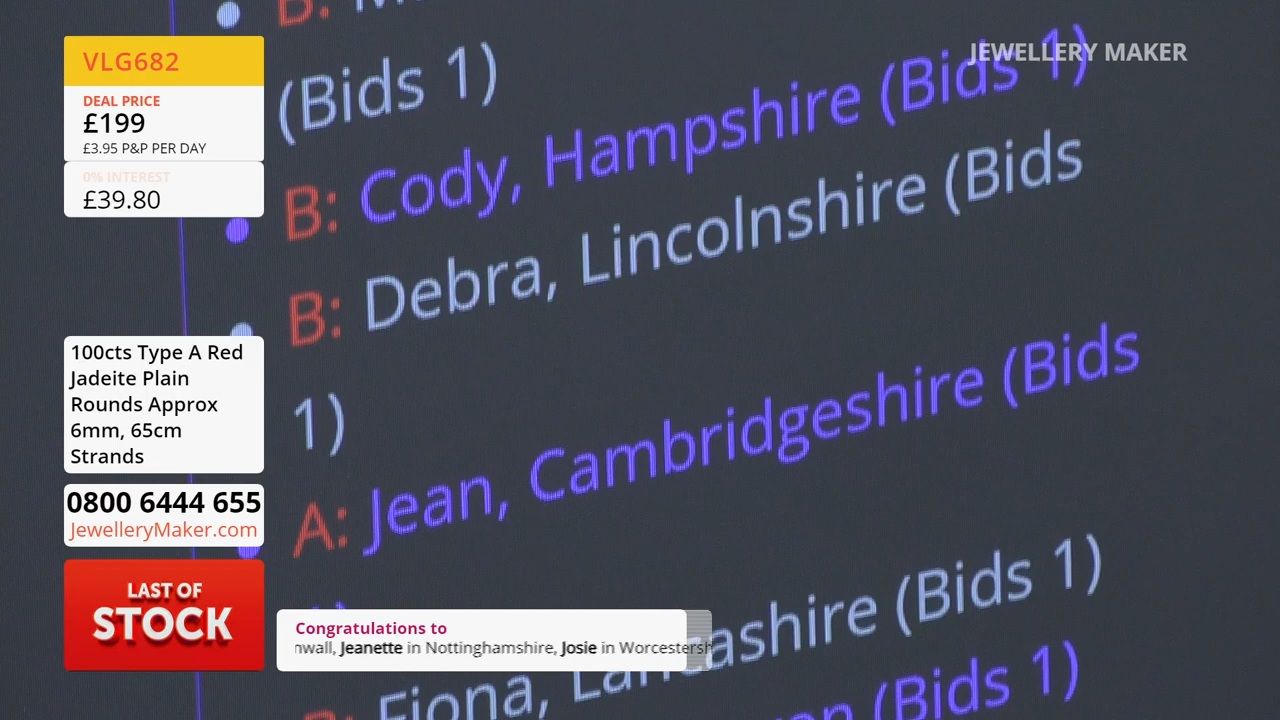 VLG682
DEAL PRICE
£199
£3.95 P&P PER DAY
0% INTEREST
£39.80
100cts Type A Red
Jadeite Plain
Rounds Approx
6mm, 65cm
Strands
0800 6444 655
JewelleryMaker.com
LAST OF
STOCK
JEWELLERY MAKER
B:
(Bids 1)
B: Cody, Hampshire (Bids 1)
B: Debra, Lincolnshire (Bids
1)
A: Jean, Cambridgeshire (Bids
Fiona, Lancashire (Bids 1)
(Bids 1)
Congratulations to
nwall, Jeanette in Nottinghamshire, Josie in Worcestersh